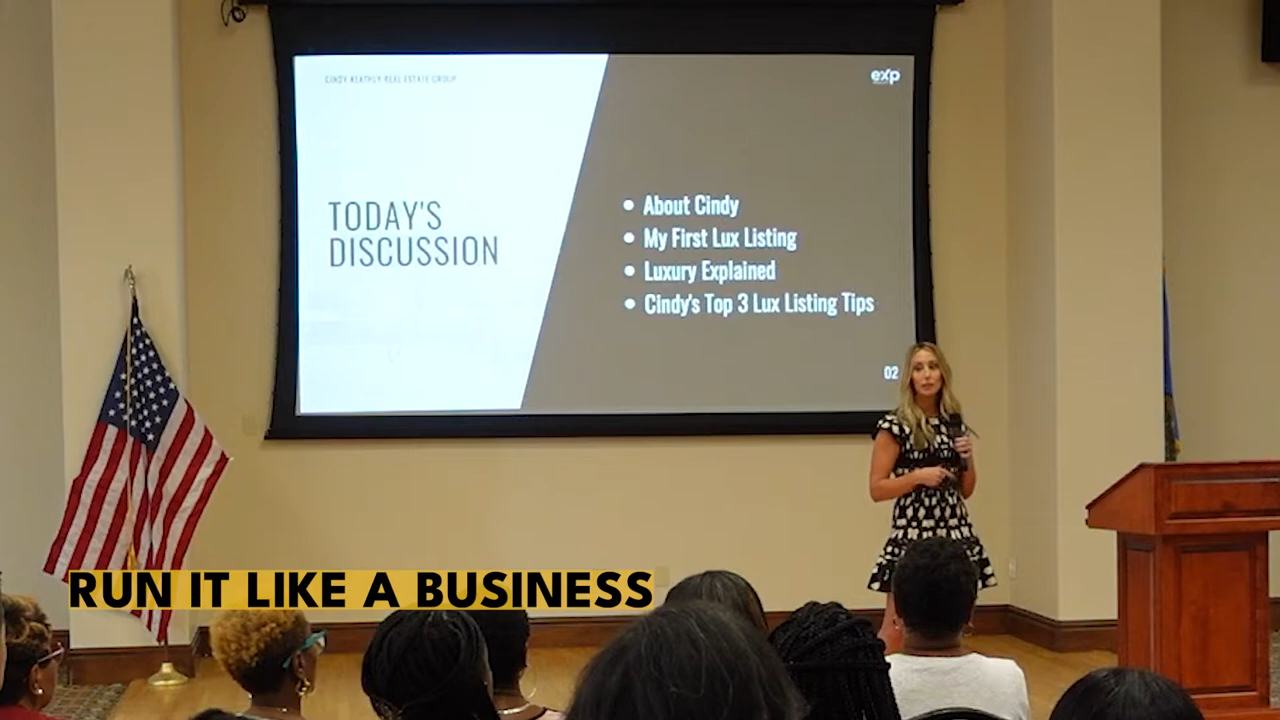 CINDY KEATHLY REAL ESTATE GROUP
exp
TODAY'S
DISCUSSION
• About Cindy
• My First Lux Listing
• Luxury Explained
• Cindy's Top 3 Lux Listing Tips
02
RUN IT LIKE A BUSINESS